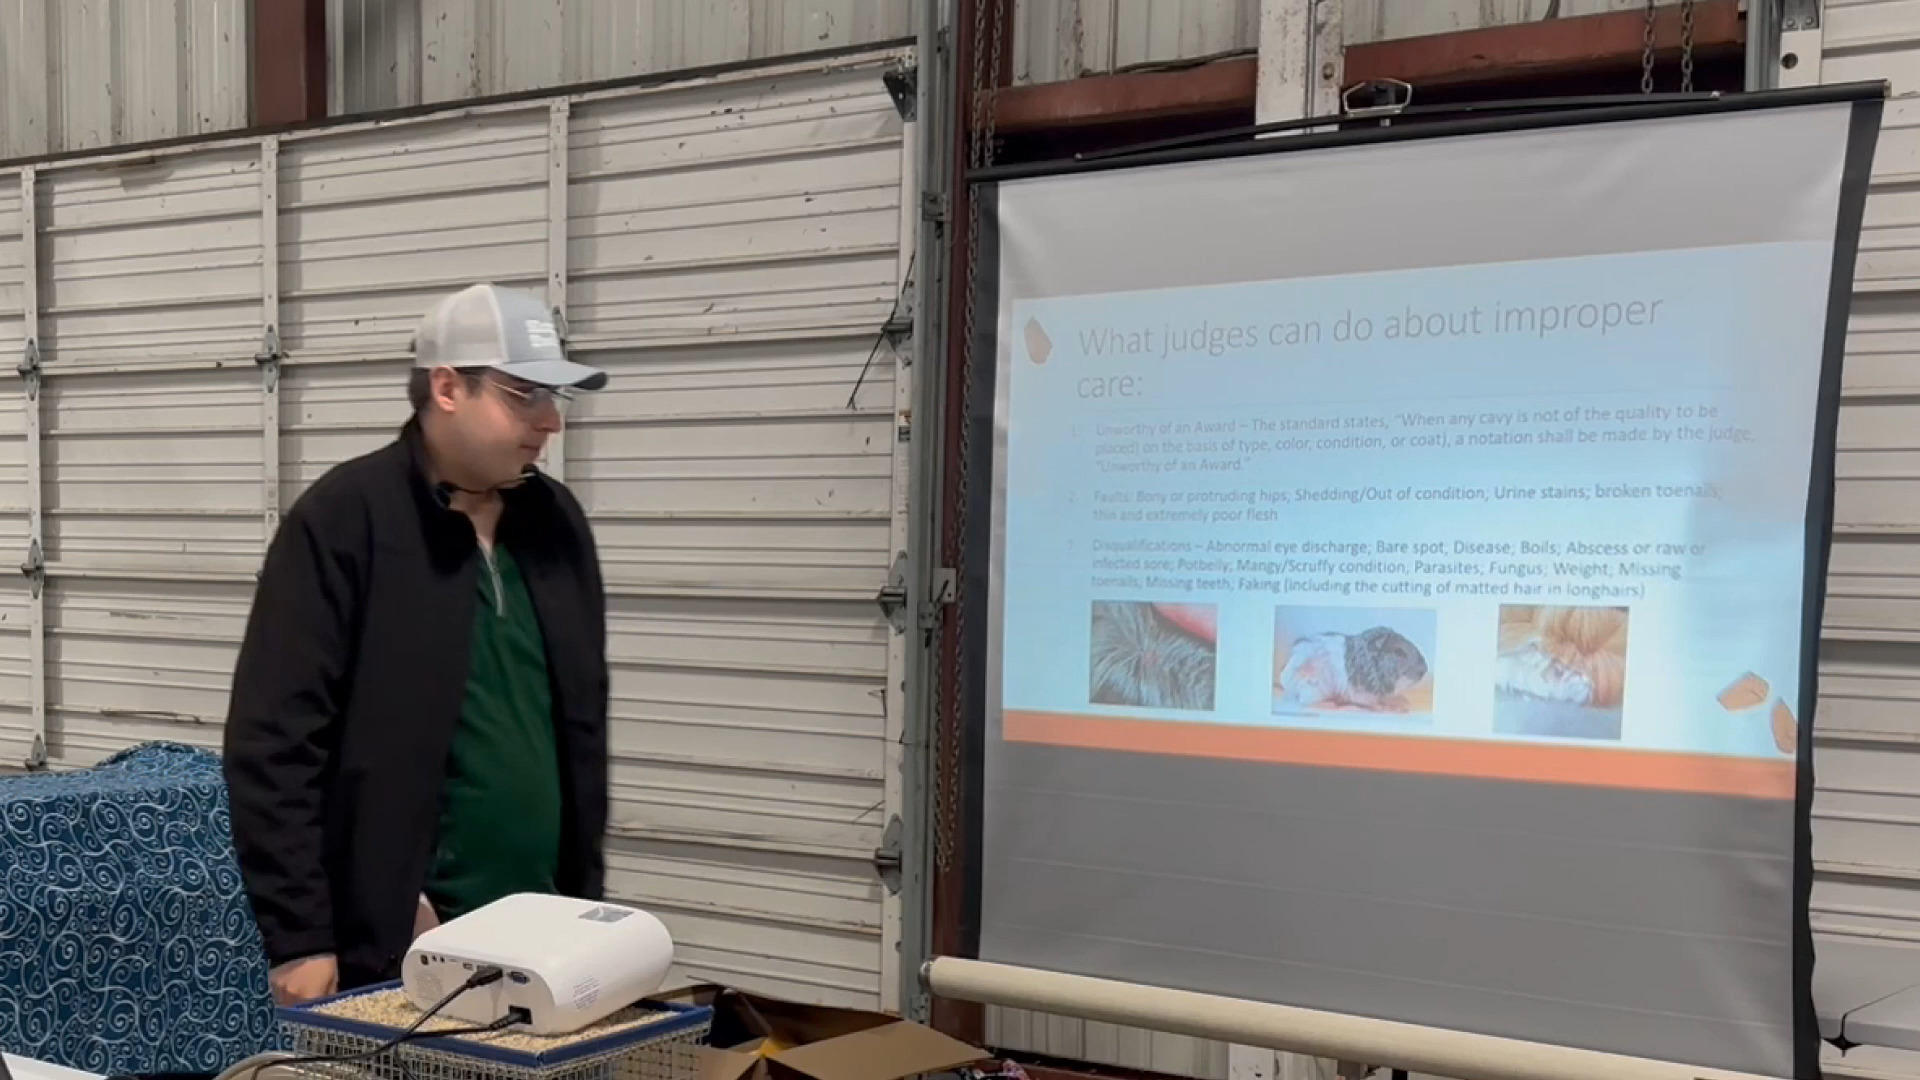 What judges can do about improper
care:
1. Unworthy of an Award – The standard states, "When any cavy is not of the quality to be
placed) on the basis of type, color, condition, or coat), a notation shall be made by the judge,
"Unworthy of an Award."
2. Faults: Bony or protruding hips; Shedding/Out of condition; Urine stains; broken toenails;
thin and extremely poor flesh
3. Disqualifications – Abnormal eye discharge; Bare spot, Disease; Boils; Abscess or raw or
infected sore; Potbelly; Mangy/Scruffy condition; Parasites; Fungus; Weight; Missing
toenails, Missing teeth, Faking (including the cutting of matted hair in longhairs)